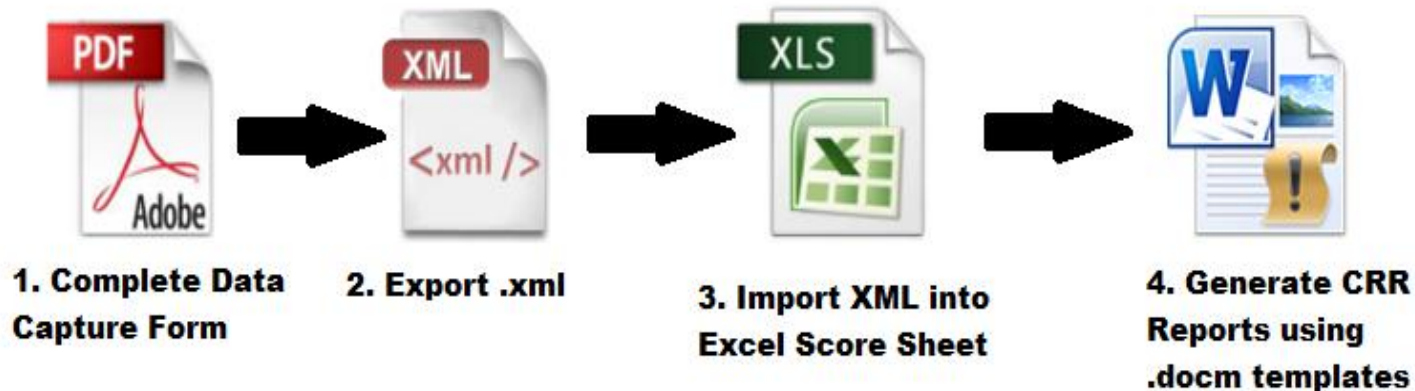 PDF
Adobe
XML
<xml />
XLS
X
W
!
1. Complete Data
Capture Form
2. Export .xml
3. Import XML into
Excel Score Sheet
4. Generate CRR
Reports using
.docm templates